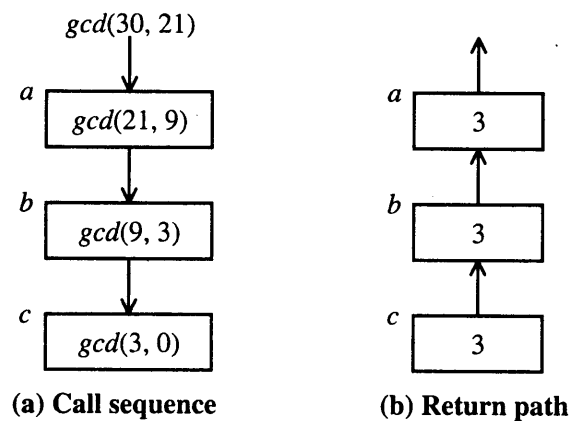 gcd(30, 21)
a
gcd(21, 9)
b
gcd(9, 3)
c
gcd(3, 0)
(a) Call sequence
a
3
b
3
c
3
(b) Return path